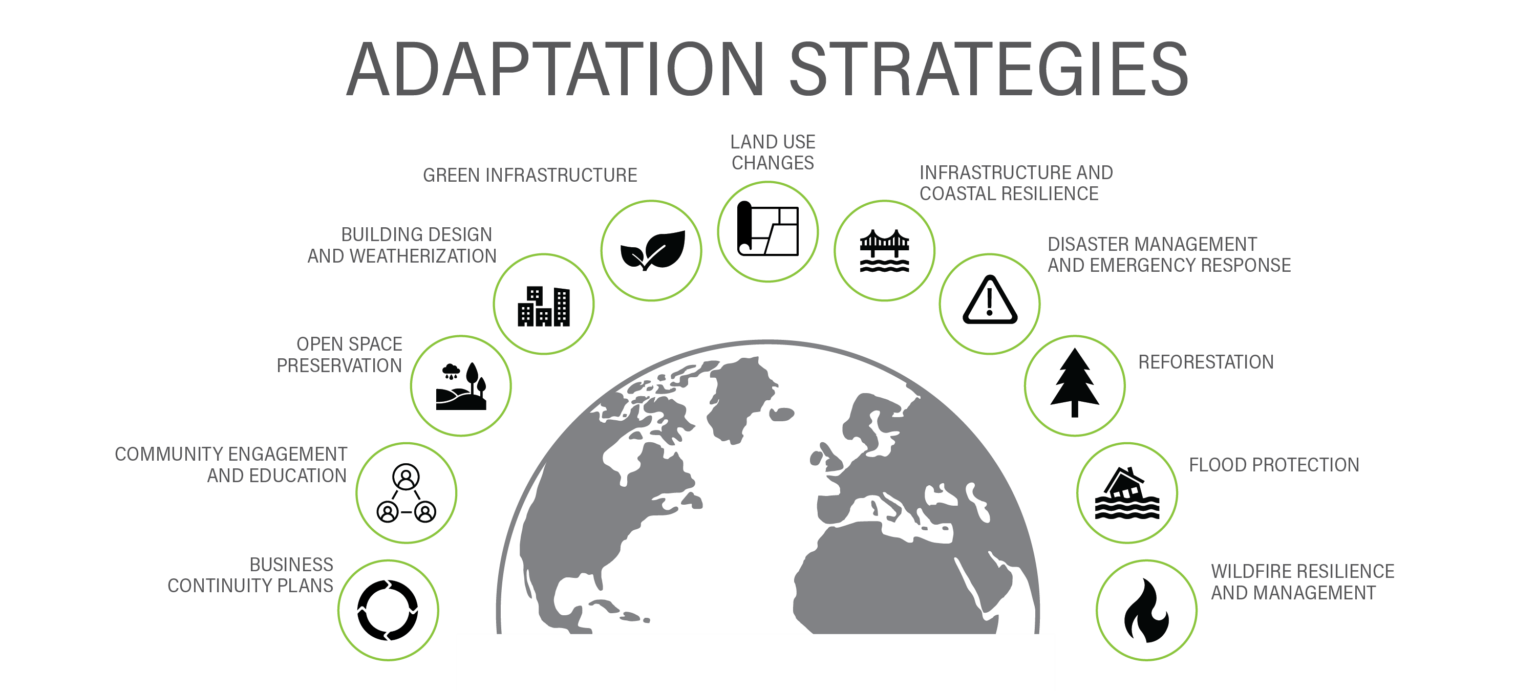 ADAPTATION STRATEGIES
LAND USE
CHANGES
GREEN INFRASTRUCTURE
INFRASTRUCTURE AND
COASTAL RESILIENCE
BUILDING DESIGN
AND WEATHERIZATION
DISASTER MANAGEMENT
AND EMERGENCY RESPONSE
OPEN SPACE
PRESERVATION
REFORESTATION
COMMUNITY ENGAGEMENT
AND EDUCATION
FLOOD PROTECTION
BUSINESS
CONTINUITY PLANS
WILDFIRE RESILIENCE
AND MANAGEMENT